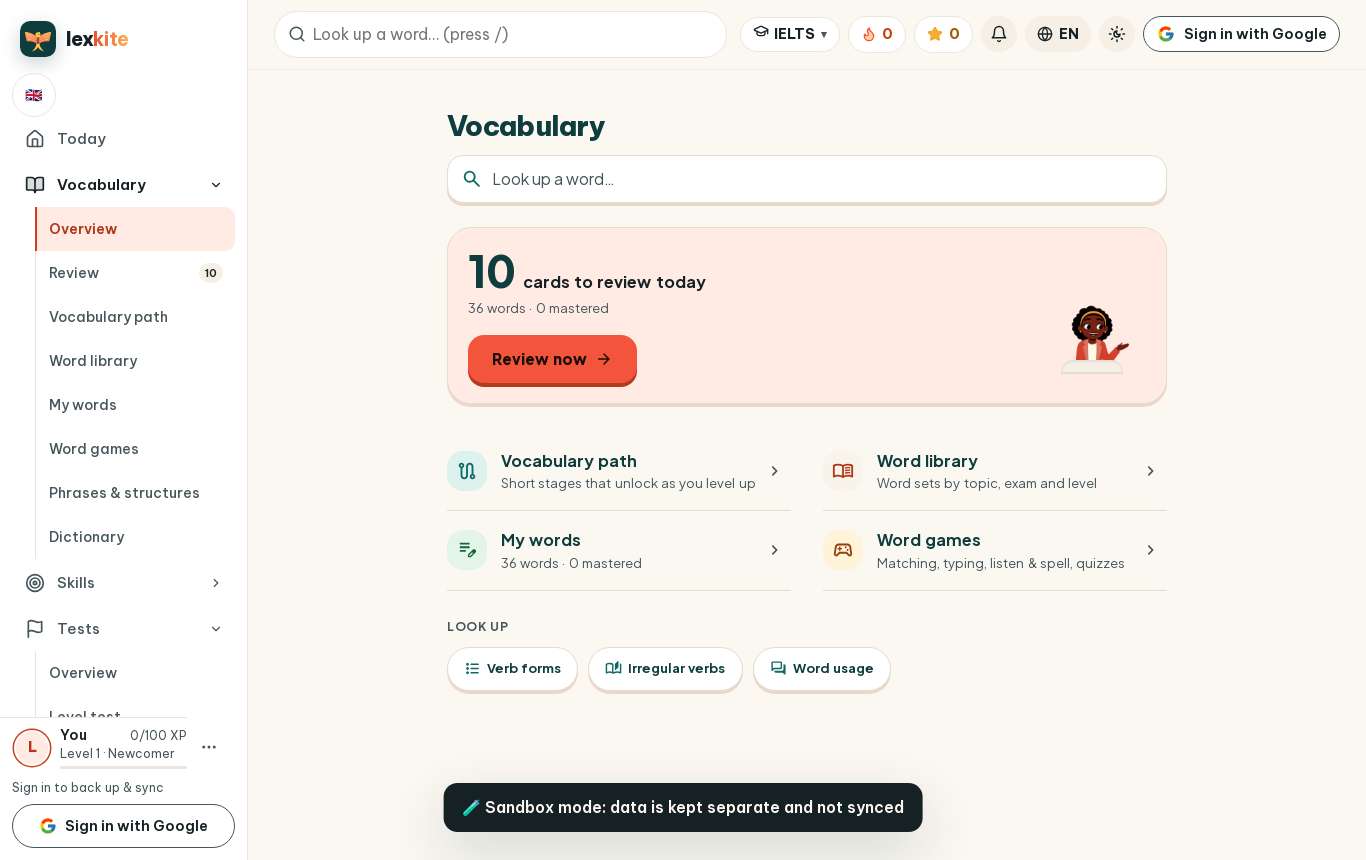 lexkite
Today
Vocabulary
Overview
Review 10
Vocabulary path
Word library
My words
Word games
Phrases & structures
Dictionary
Skills
Tests
Overview
Level test
L
You 0/100 XP
Level 1 · Newcomer
Sign in to back up & sync
Sign in with Google
Look up a word... (press /)
IELTS ▾
0
0
EN
Sign in with Google
Vocabulary
Look up a word...
10 cards to review today
36 words · 0 mastered
Review now →
Vocabulary path
Short stages that unlock as you level up
Word library
Word sets by topic, exam and level
My words
36 words · 0 mastered
Word games
Matching, typing, listen & spell, quizzes
LOOK UP
Verb forms
Irregular verbs
Word usage
🧪 Sandbox mode: data is kept separate and not synced